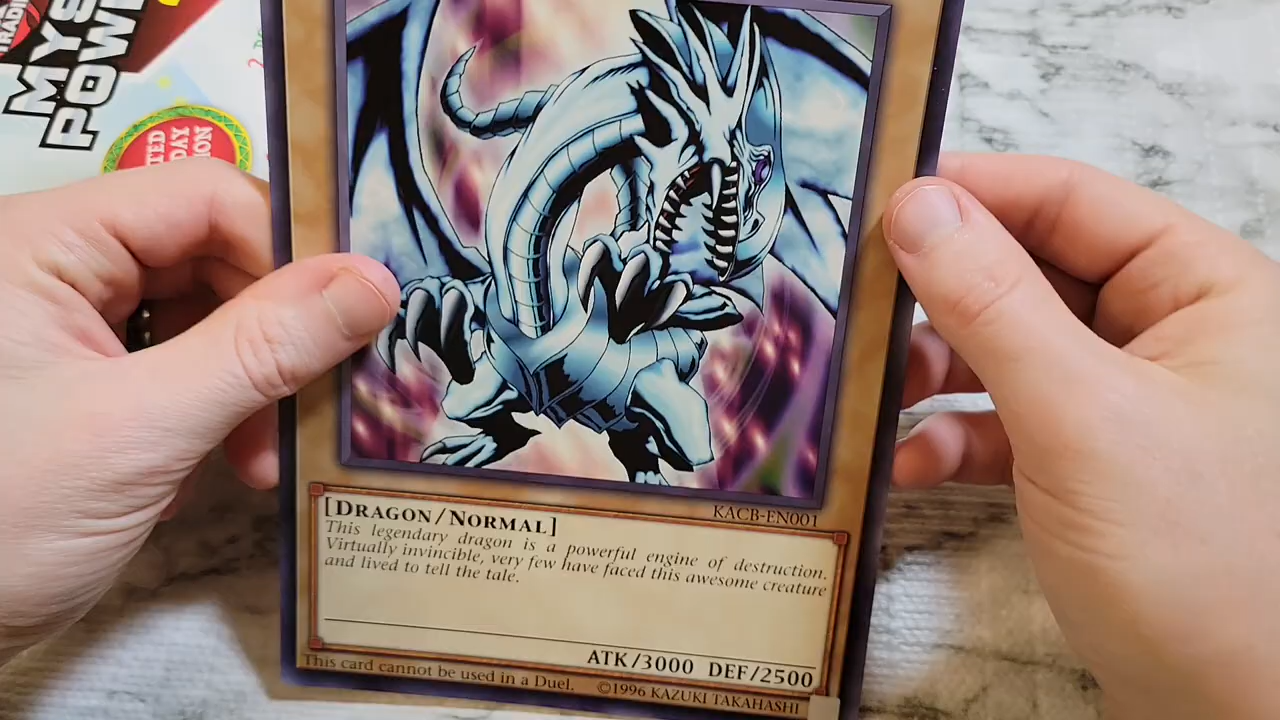 MYS
POW
KACB-EN001
[DRAGON/NORMAL]
This legendary dragon is a powerful engine of destruction.
Virtually invincible, very few have faced this awesome creature
and lived to tell the tale.
ATK/3000 DEF/2500
This card cannot be used in a Duel. ©1996 KAZUKI TAKAHASHI